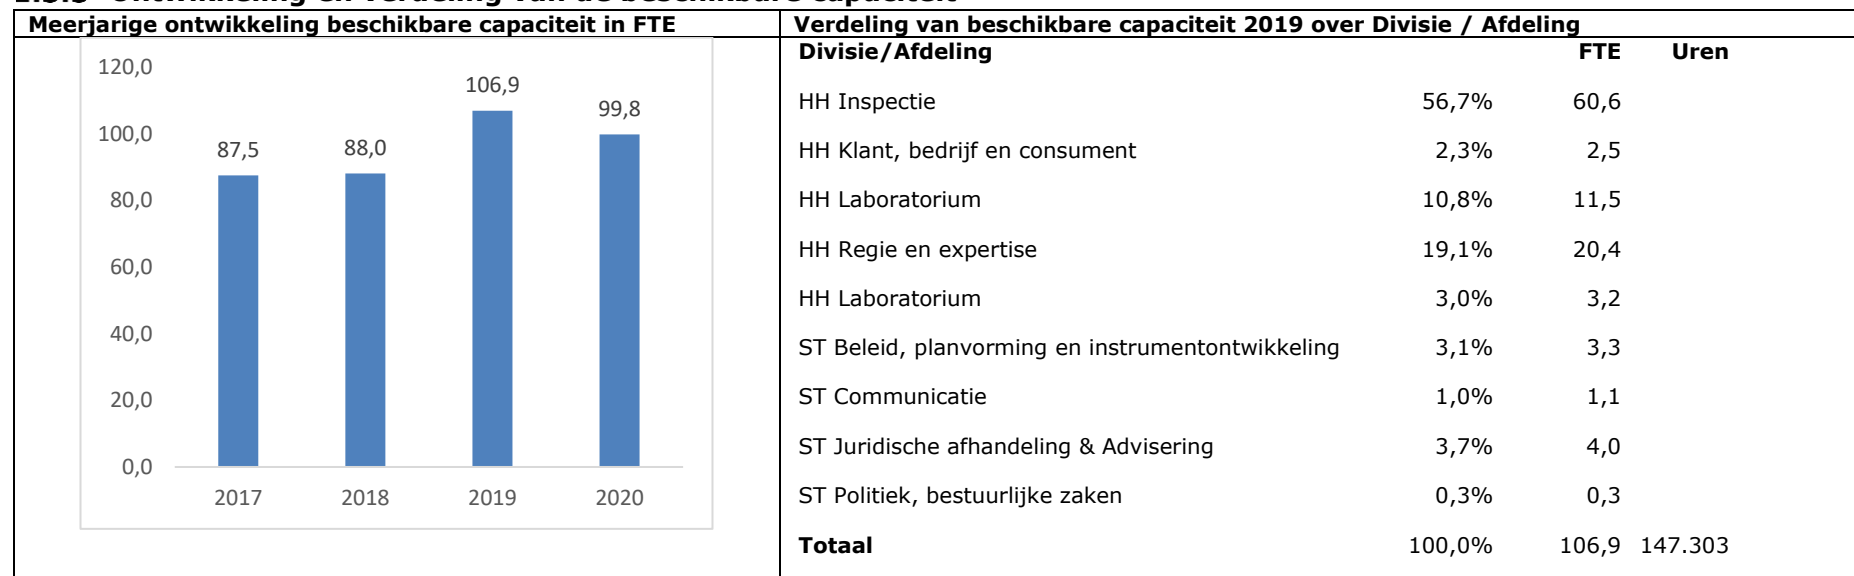 Meerjarige ontwikkeling beschikbare capaciteit in FTE
120,0
100,0
80,0
60,0
40,0
20,0
0,0
87,5
88,0
106,9
99,8
2017 2018 2019 2020
Verdeling van beschikbare capaciteit 2019 over Divisie / Afdeling
Divisie/Afdeling FTE Uren
HH Inspectie 56,7% 60,6
HH Klant, bedrijf en consument 2,3% 2,5
HH Laboratorium 10,8% 11,5
HH Regie en expertise 19,1% 20,4
HH Laboratorium 3,0% 3,2
ST Beleid, planvorming en instrumentontwikkeling 3,1% 3,3
ST Communicatie 1,0% 1,1
ST Juridische afhandeling & Advisering 3,7% 4,0
ST Politiek, bestuurlijke zaken 0,3% 0,3
Totaal 100,0% 106,9 147.303